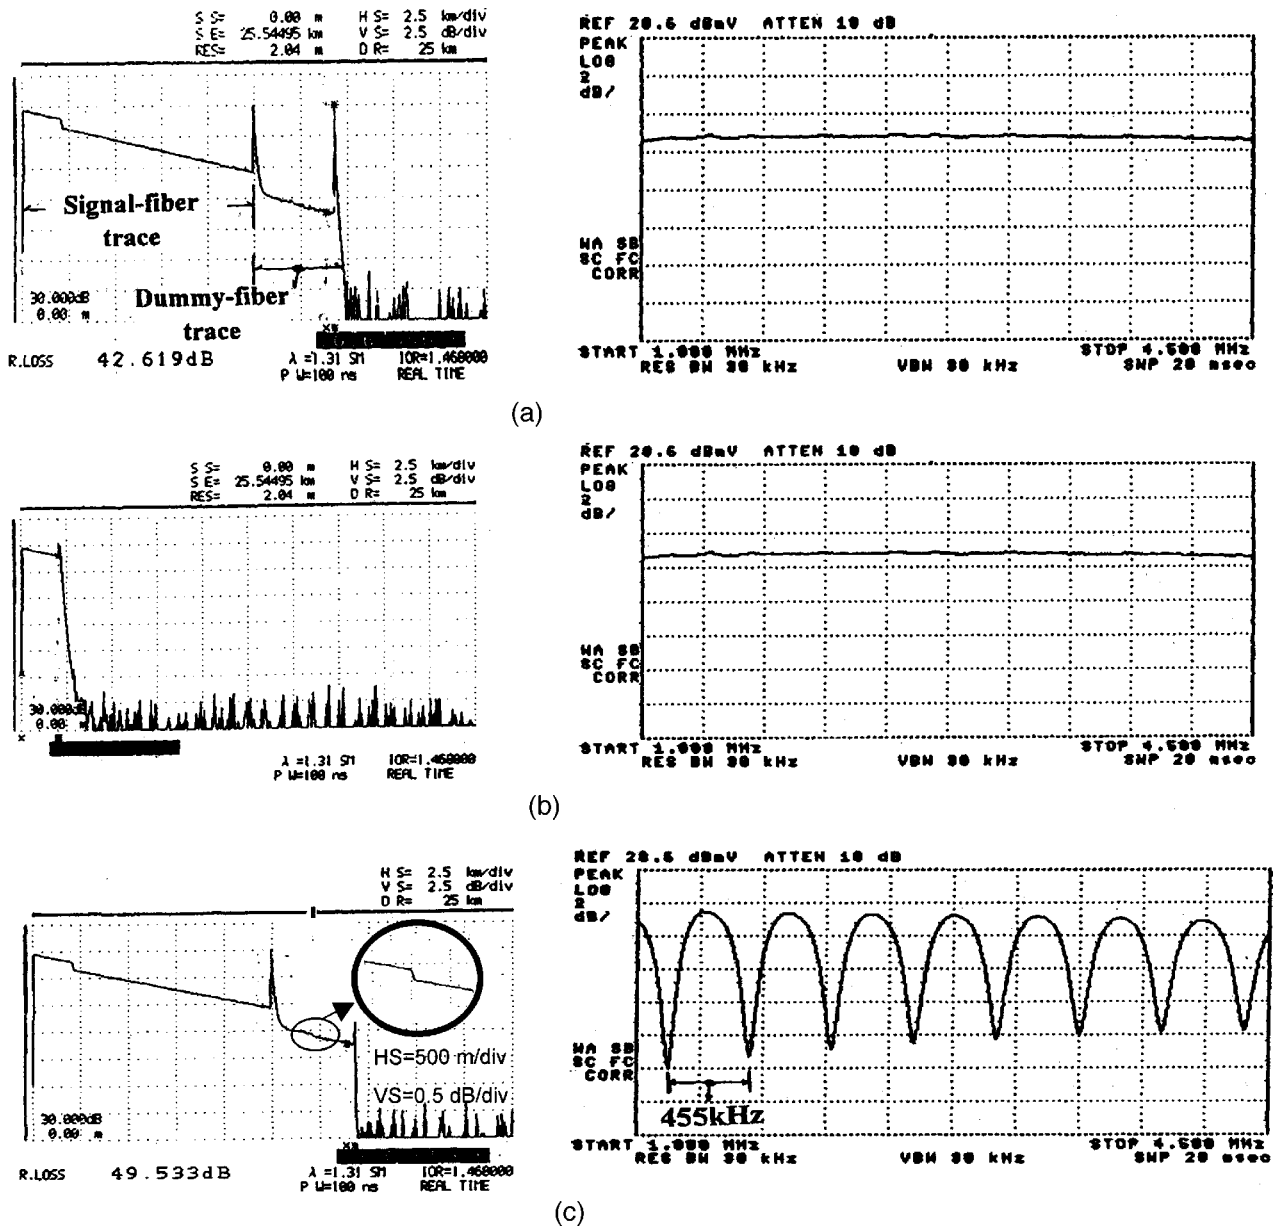 S S= 0.00 m H S= 2.5 km/div
S E= 25.54495 km V S= 2.5 dB/div
RES= 2.04 m D R= 25 km
Signal-fiber
trace
Dummy-fiber
trace
30.000dB
0.00 m
R.LOSS 42.619dB
λ =1.31 SM IOR=1.460000
P W=100 ns REAL TIME
REF 20.6 dBmV ATTEN 10 dB
PEAK
LOG
2
dB/
WA SB
SC FC
CORR
START 1.000 MHz STOP 4.500 MHz
RES BW 30 kHz VBW 30 kHz SWP 20 msec
(a)
S S= 0.00 m H S= 2.5 km/div
S E= 25.54495 km V S= 2.5 dB/div
RES= 2.04 m D R= 25 km
30.000dB
0.00 m
λ =1.31 SM IOR=1.460000
P W=100 ns REAL TIME
REF 20.6 dBmV ATTEN 10 dB
PEAK
LOG
2
dB/
WA SB
SC FC
CORR
START 1.000 MHz STOP 4.500 MHz
RES BW 30 kHz VBW 30 kHz SWP 20 msec
(b)
H S= 2.5 km/div
V S= 2.5 dB/div
D R= 25 km
HS=500 m/div
VS=0.5 dB/div
30.000dB
0.00 m
R.LOSS 49.533dB
λ =1.31 SM IOR=1.460000
P W=100 ns REAL TIME
REF 20.6 dBmV ATTEN 10 dB
PEAK
LOG
2
dB/
WA SB
SC FC
CORR
455kHz
START 1.000 MHz STOP 4.500 MHz
RES BW 30 kHz VBW 30 kHz SWP 20 msec
(c)